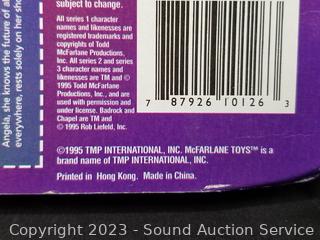 subject to change.
All series 1 character
names and likenesses are
registered trademarks and
copyrights of Todd
McFarlane Productions,
Inc. All series 2 and series
3 character names and
likenesses are TM and ©
1995 Todd McFarlane
Productions, Inc., and are
used with permission and
under license. Badrock and
Chapel are TM and
© 1995 Rob Liefeld, Inc.
7 87926 10126 3
©1995 TMP INTERNATIONAL, INC. McFARLANE TOYS™ is a
brand name of TMP INTERNATIONAL, INC.
Printed in Hong Kong. Made in China.
Angela, she knows the future of al
everywhere, rests solely on her sho
Copyright 2023 - Sound Auction Service